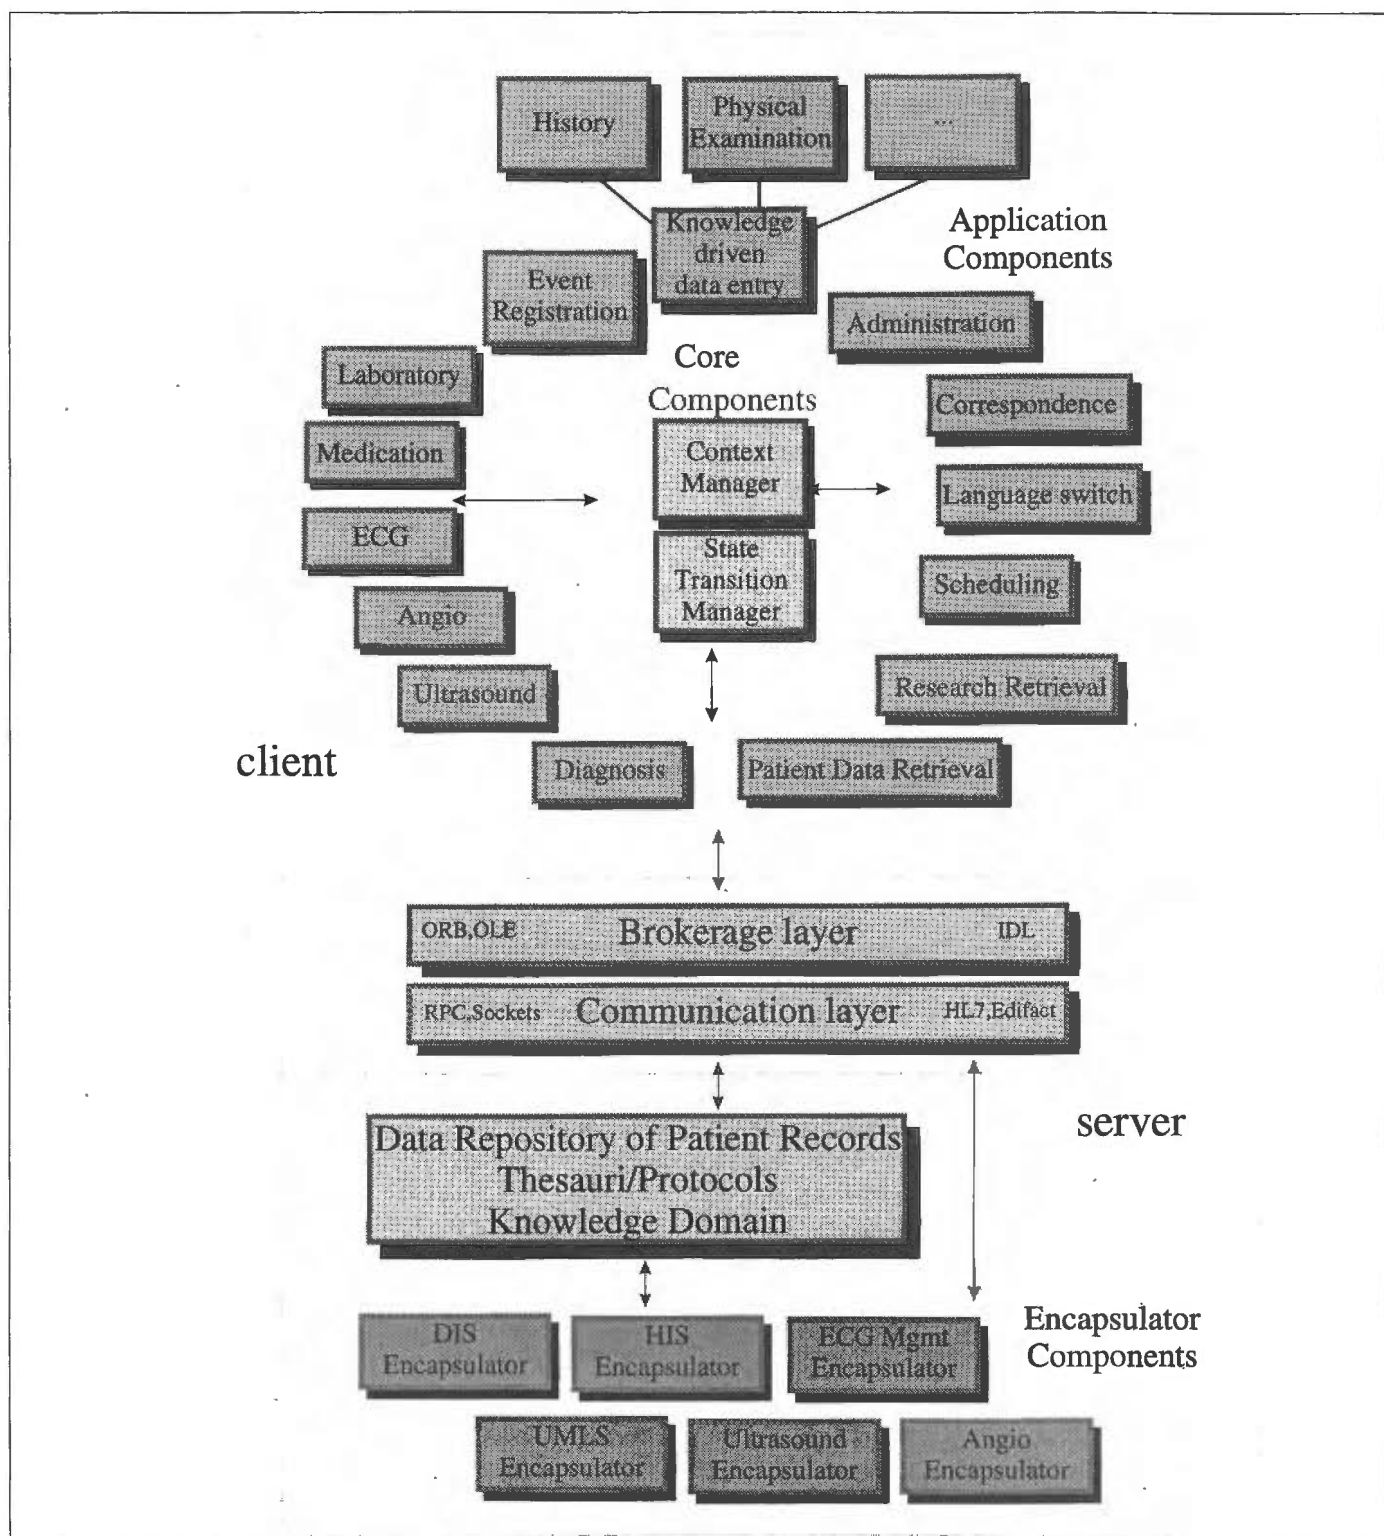 History
Physical
Examination
...
Knowledge
driven
data entry
Application
Components
Event
Registration
Administration
Core
Components
Laboratory
Correspondence
Medication
Context
Manager
Language switch
ECG
State
Transition
Manager
Scheduling
Angio
Ultrasound
Research Retrieval
client
Diagnosis
Patient Data Retrieval
ORB,OLE Brokerage layer IDL
RPC,Sockets Communication layer HL7,Edifact
server
Data Repository of Patient Records
Thesauri/Protocols
Knowledge Domain
DIS
Encapsulator
HIS
Encapsulator
ECG Mgmt
Encapsulator
Encapsulator
Components
UMLS
Encapsulator
Ultrasound
Encapsulator
Angio
Encapsulator